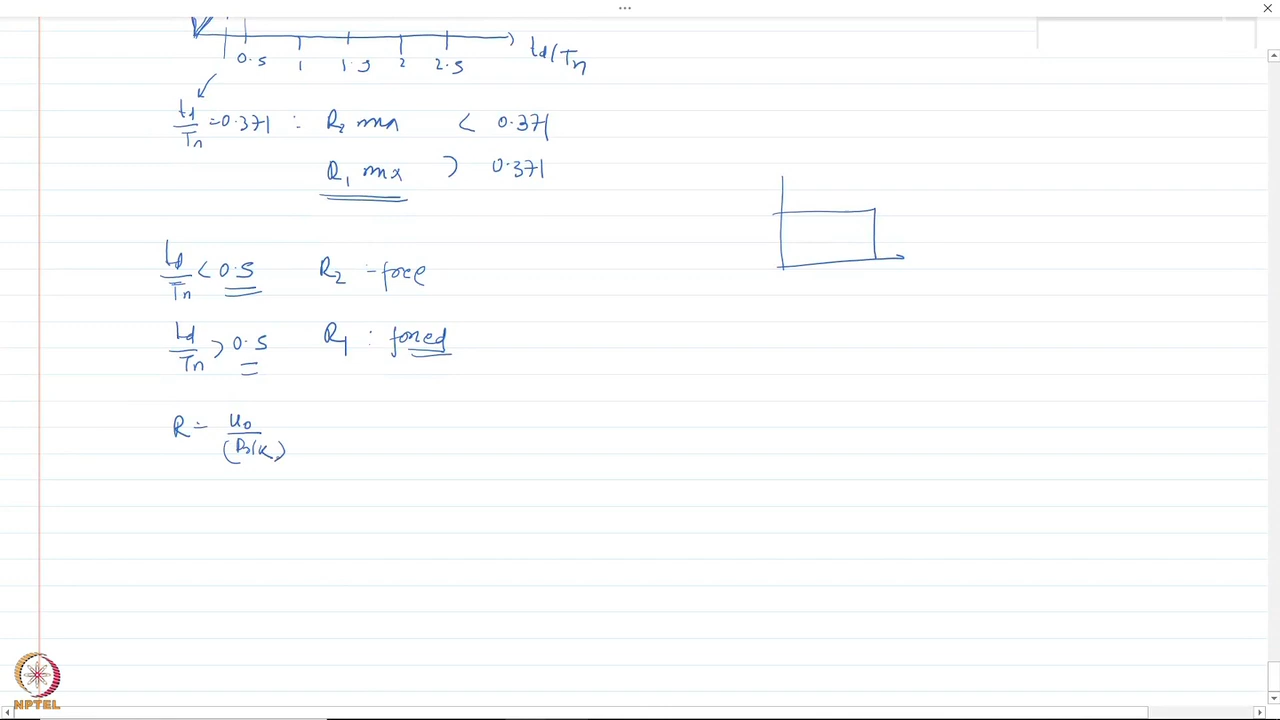 0.5 1 1.5 2 2.5 td/Tn
td/Tn = 0.371 : R2 max < 0.371
R1 max > 0.371
td/Tn < 0.5 R2 : free
td/Tn > 0.5 R1 : forced
R = u0/(P0/K)
NPTEL